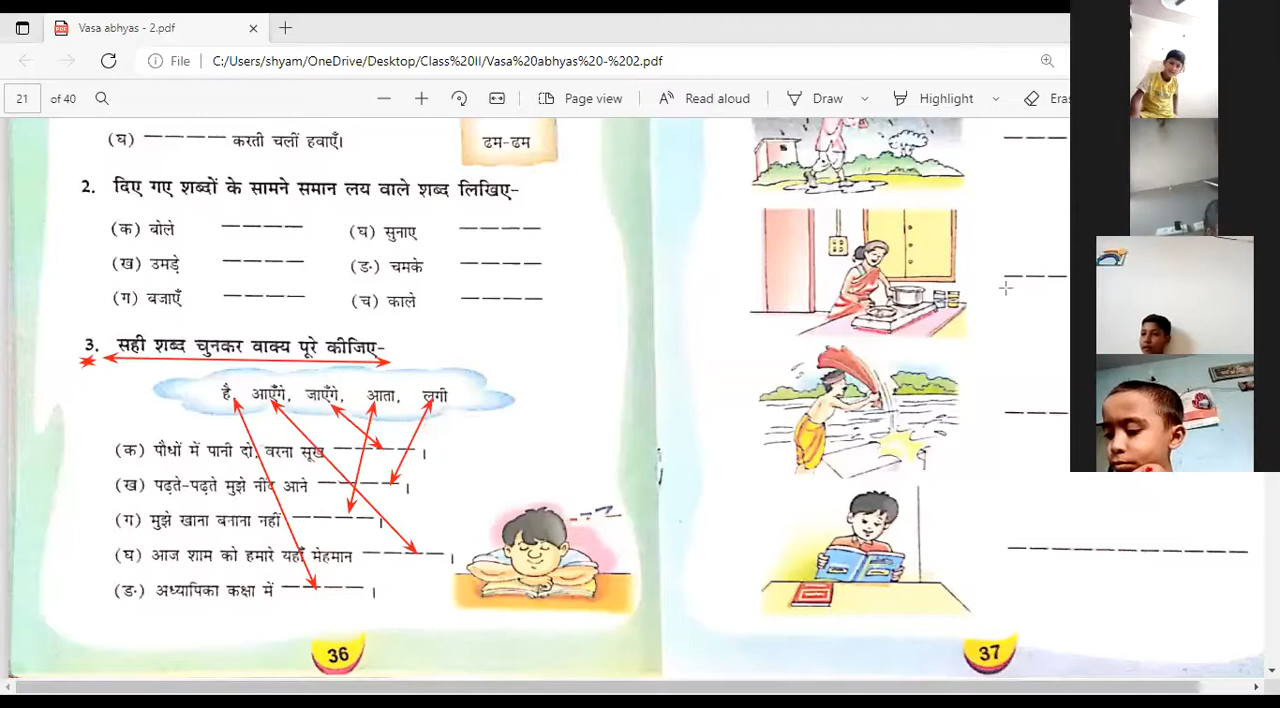 Vasa abhyas - 2.pdf
File
C:/Users/shyam/OneDrive/Desktop/Class%20II/Vasa%20abhyas%20-%202.pdf
21 of 40
Page view
Read aloud
Draw
Highlight
Eras
(घ) ---- करती चलीं हवाएँ।
ढम-ढम
2. दिए गए शब्दों के सामने समान लय वाले शब्द लिखिए-
(क) बोले ---- (घ) सुनाए ----
(ख) उमड़े ---- (ङ) चमके ----
(ग) बजाएँ ---- (च) काले ----
3. सही शब्द चुनकर वाक्य पूरे कीजिए-
है, आएँगे, जाएँगे, आता, लगी
(क) पौधों में पानी दो, वरना सूख ---- ।
(ख) पढ़ते-पढ़ते मुझे नींद आने ---- ।
(ग) मुझे खाना बनाना नहीं ---- ।
(घ) आज शाम को हमारे यहाँ मेहमान ---- ।
(ङ) अध्यापिका कक्षा में ---- ।
36
37